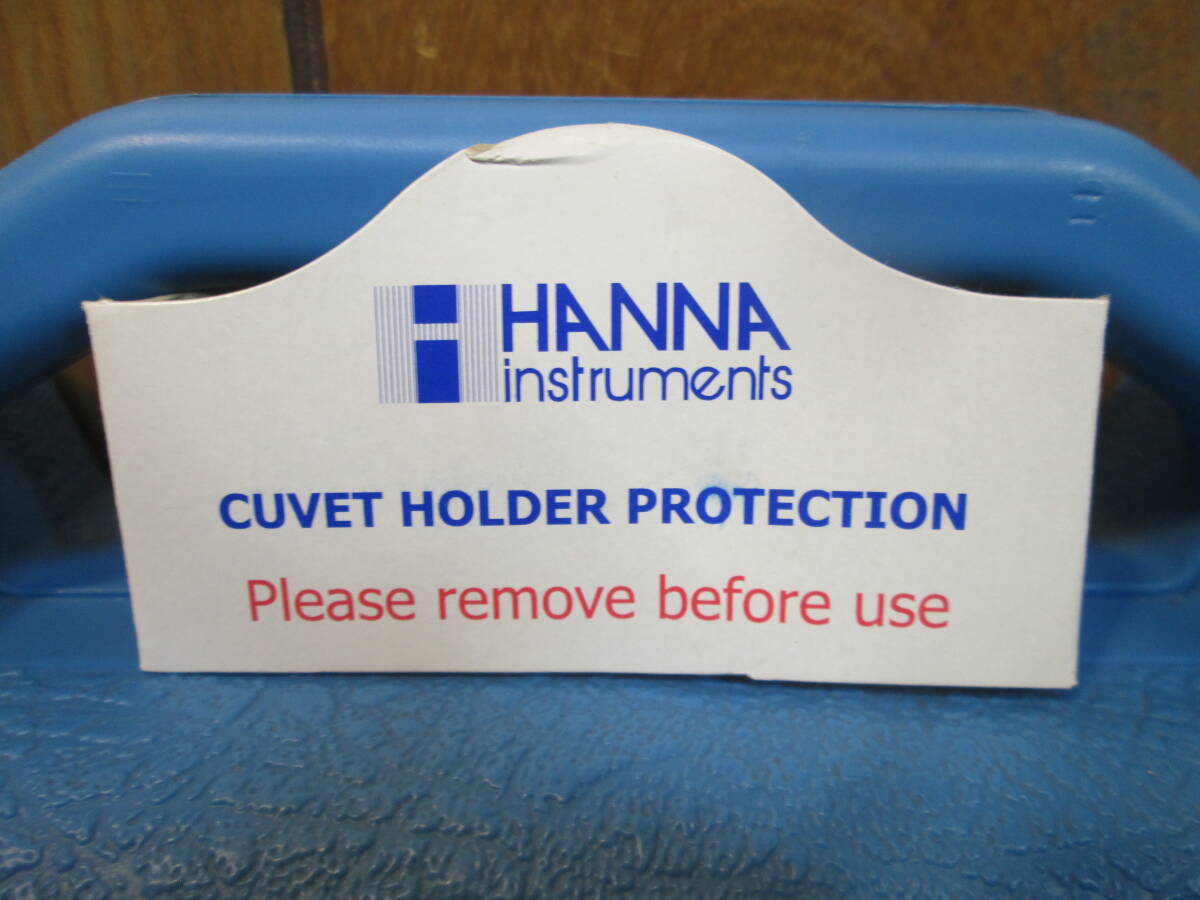 HANNA
instruments
CUVET HOLDER PROTECTION
Please remove before use